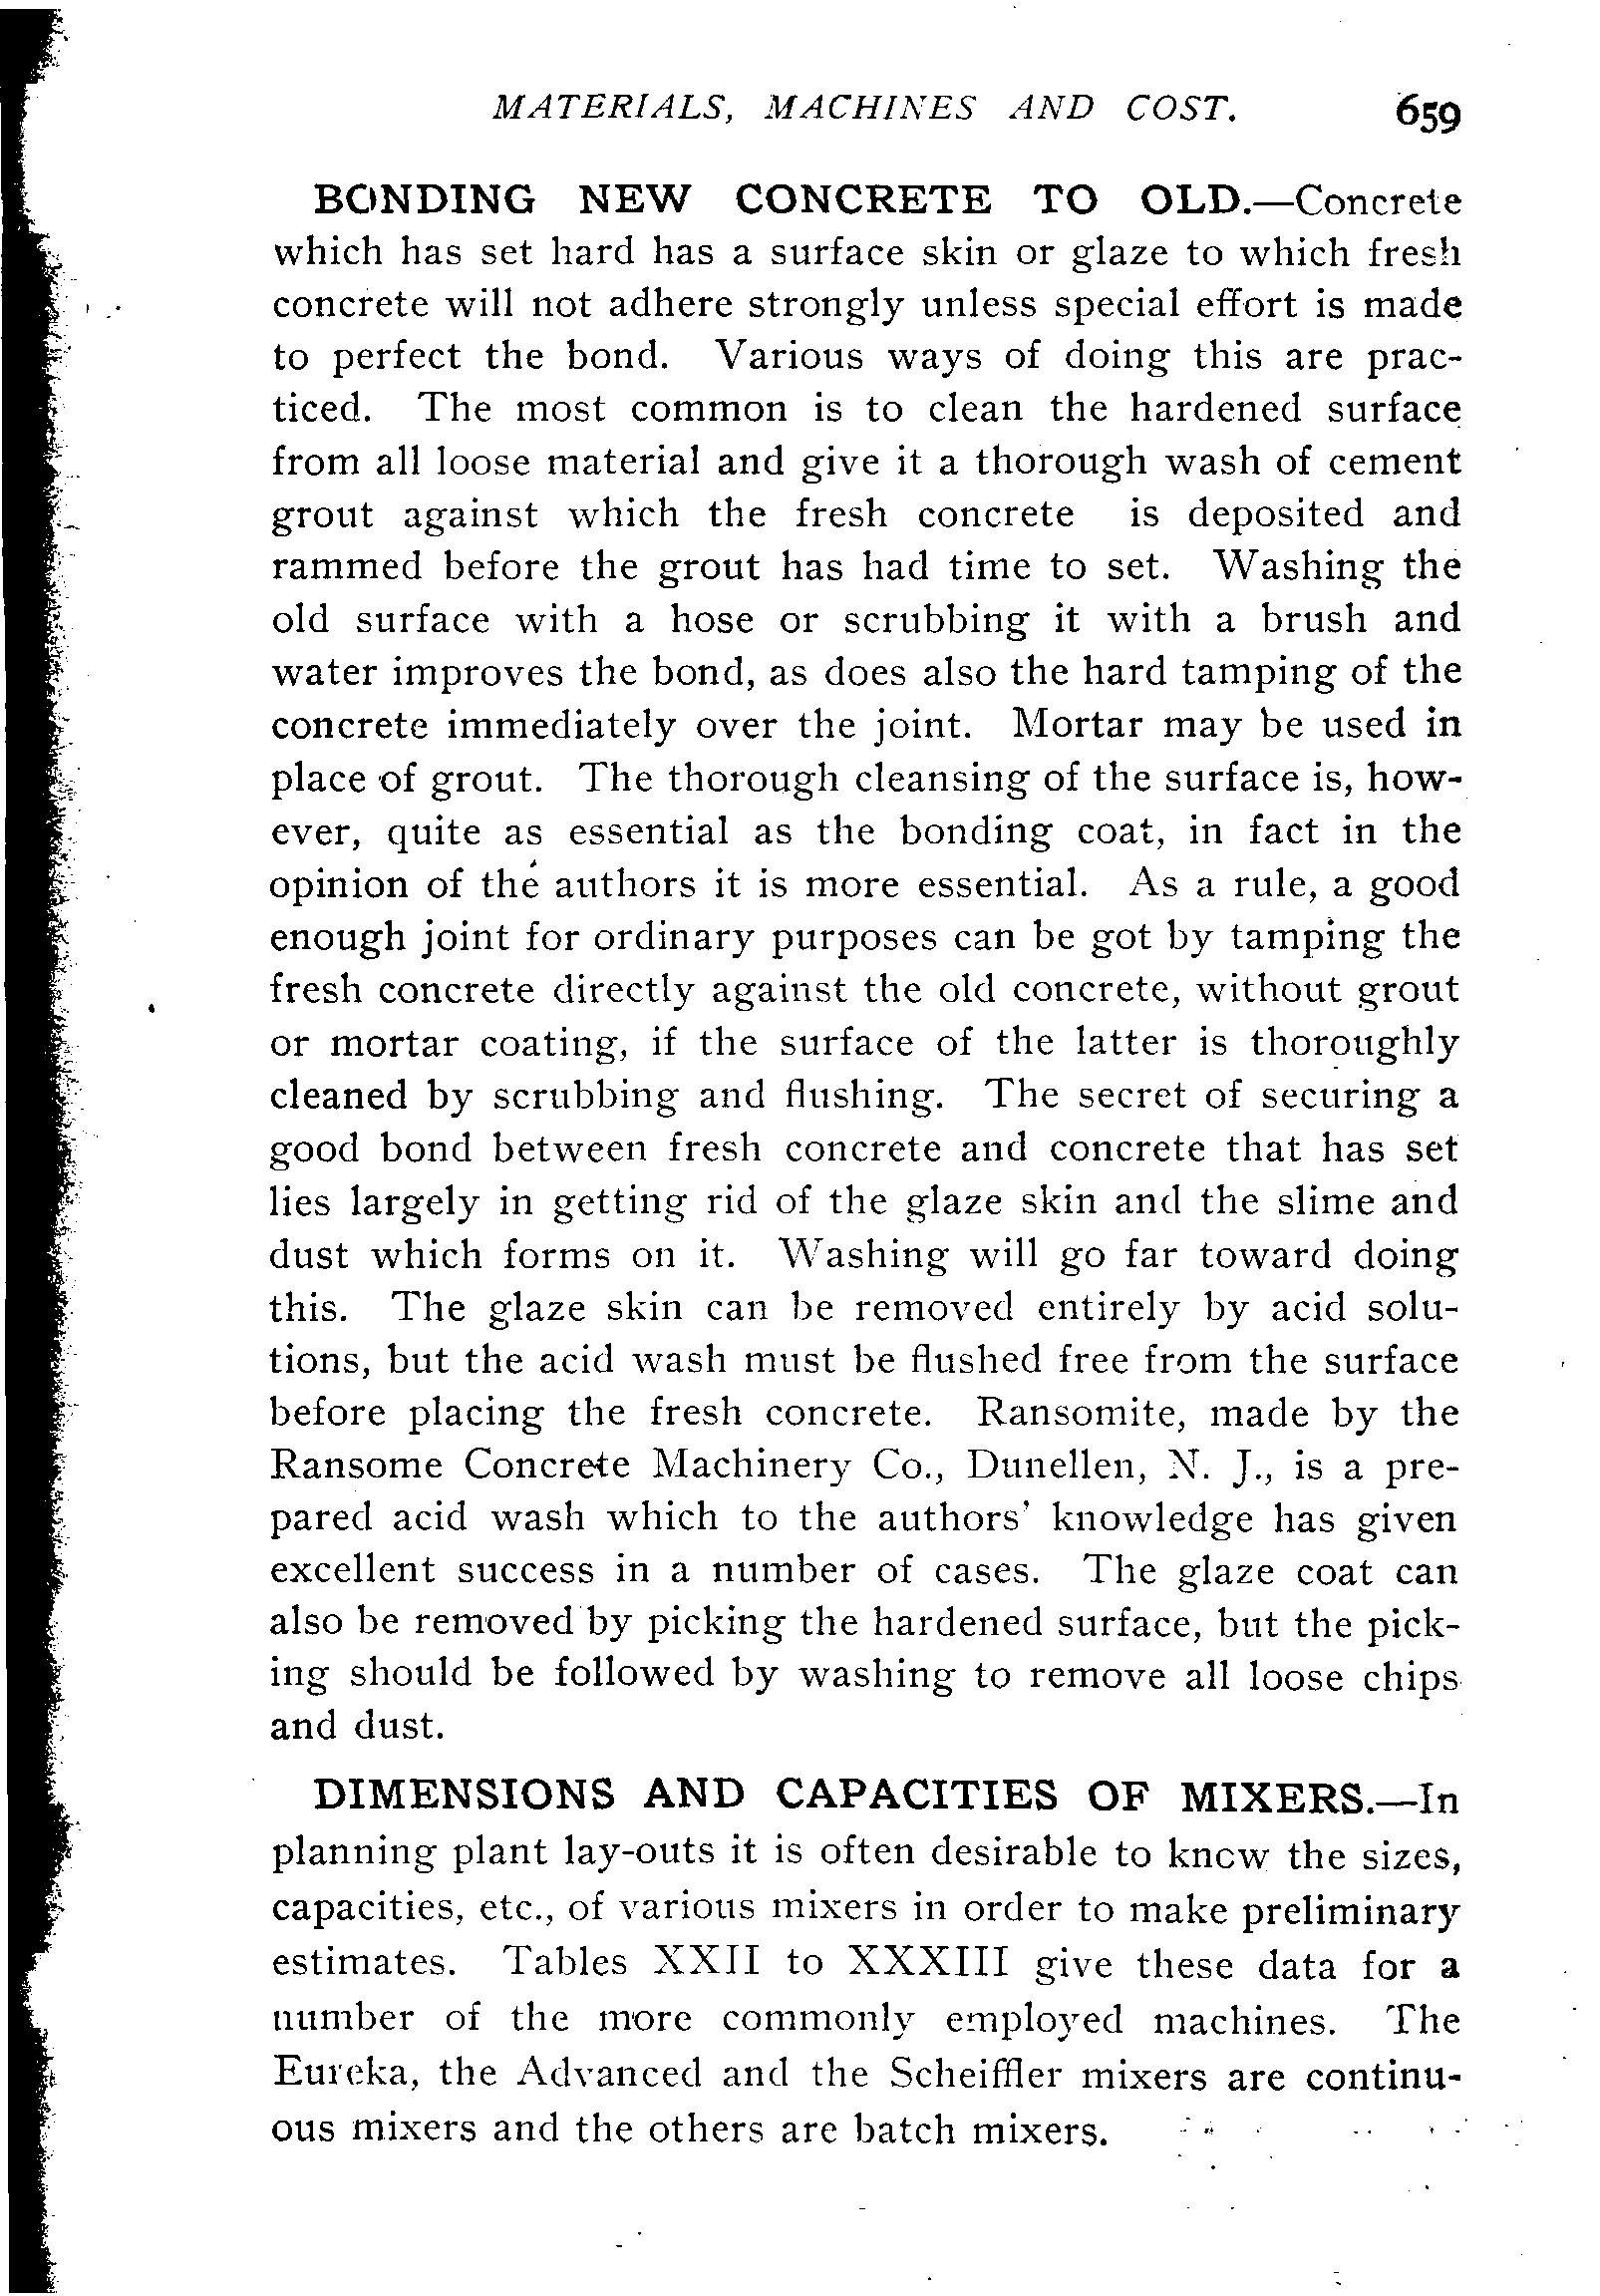 MATERIALS, MACHINES AND COST. 659
BONDING NEW CONCRETE TO OLD.—Concrete
which has set hard has a surface skin or glaze to which fresh
concrete will not adhere strongly unless special effort is made
to perfect the bond. Various ways of doing this are prac-
ticed. The most common is to clean the hardened surface
from all loose material and give it a thorough wash of cement
grout against which the fresh concrete is deposited and
rammed before the grout has had time to set. Washing the
old surface with a hose or scrubbing it with a brush and
water improves the bond, as does also the hard tamping of the
concrete immediately over the joint. Mortar may be used in
place of grout. The thorough cleansing of the surface is, how-
ever, quite as essential as the bonding coat, in fact in the
opinion of the authors it is more essential. As a rule, a good
enough joint for ordinary purposes can be got by tamping the
fresh concrete directly against the old concrete, without grout
or mortar coating, if the surface of the latter is thoroughly
cleaned by scrubbing and flushing. The secret of securing a
good bond between fresh concrete and concrete that has set
lies largely in getting rid of the glaze skin and the slime and
dust which forms on it. Washing will go far toward doing
this. The glaze skin can be removed entirely by acid solu-
tions, but the acid wash must be flushed free from the surface
before placing the fresh concrete. Ransomite, made by the
Ransome Concrete Machinery Co., Dunellen, N. J., is a pre-
pared acid wash which to the authors' knowledge has given
excellent success in a number of cases. The glaze coat can
also be removed by picking the hardened surface, but the pick-
ing should be followed by washing to remove all loose chips
and dust.
DIMENSIONS AND CAPACITIES OF MIXERS.—In
planning plant lay-outs it is often desirable to know the sizes,
capacities, etc., of various mixers in order to make preliminary
estimates. Tables XXII to XXXIII give these data for a
number of the more commonly employed machines. The
Eureka, the Advanced and the Scheiffler mixers are continu-
ous mixers and the others are batch mixers.